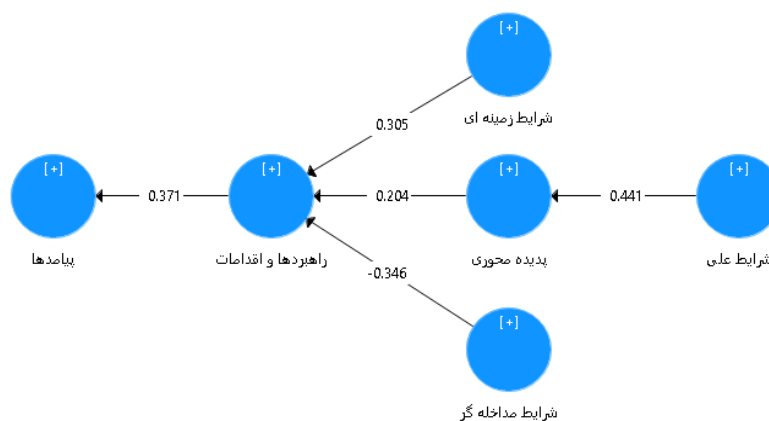 [+]
شرایط زمینه ای
0.305
[+]
شرایط علی
0.441
[+]
پدیده محوری
0.204
[+]
راهبردها و اقدامات
0.371
[+]
پیامدها
-0.346
[+]
شرایط مداخله گر